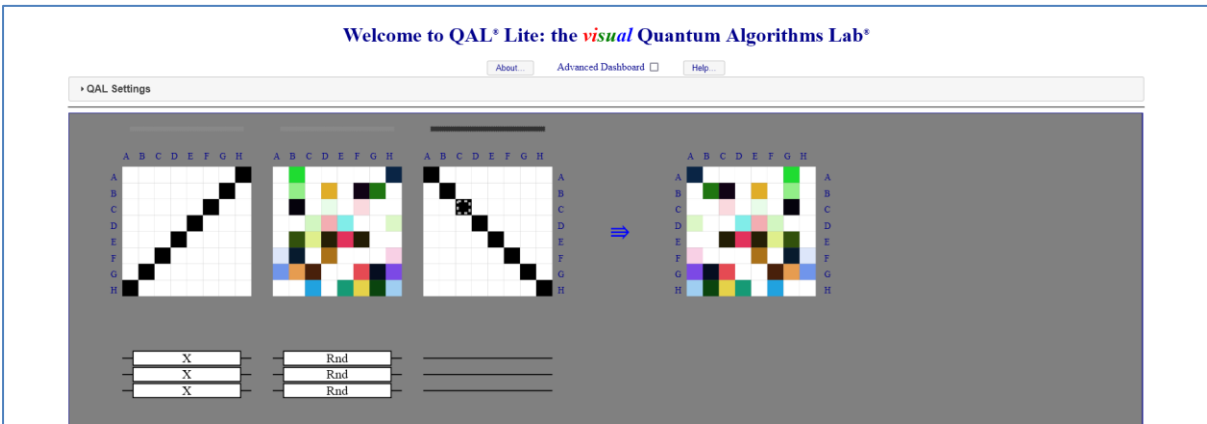 Welcome to QAL® Lite: the visual Quantum Algorithms Lab®
About... Advanced Dashboard Help...
QAL Settings
A B C D E F G H A B C D E F G H A B C D E F G H A B C D E F G H
A A A A
B B B B
C C C C
D D D D
E E ⇛ E E
F F F F
G G G G
H H H H
X Rnd
X Rnd
X Rnd